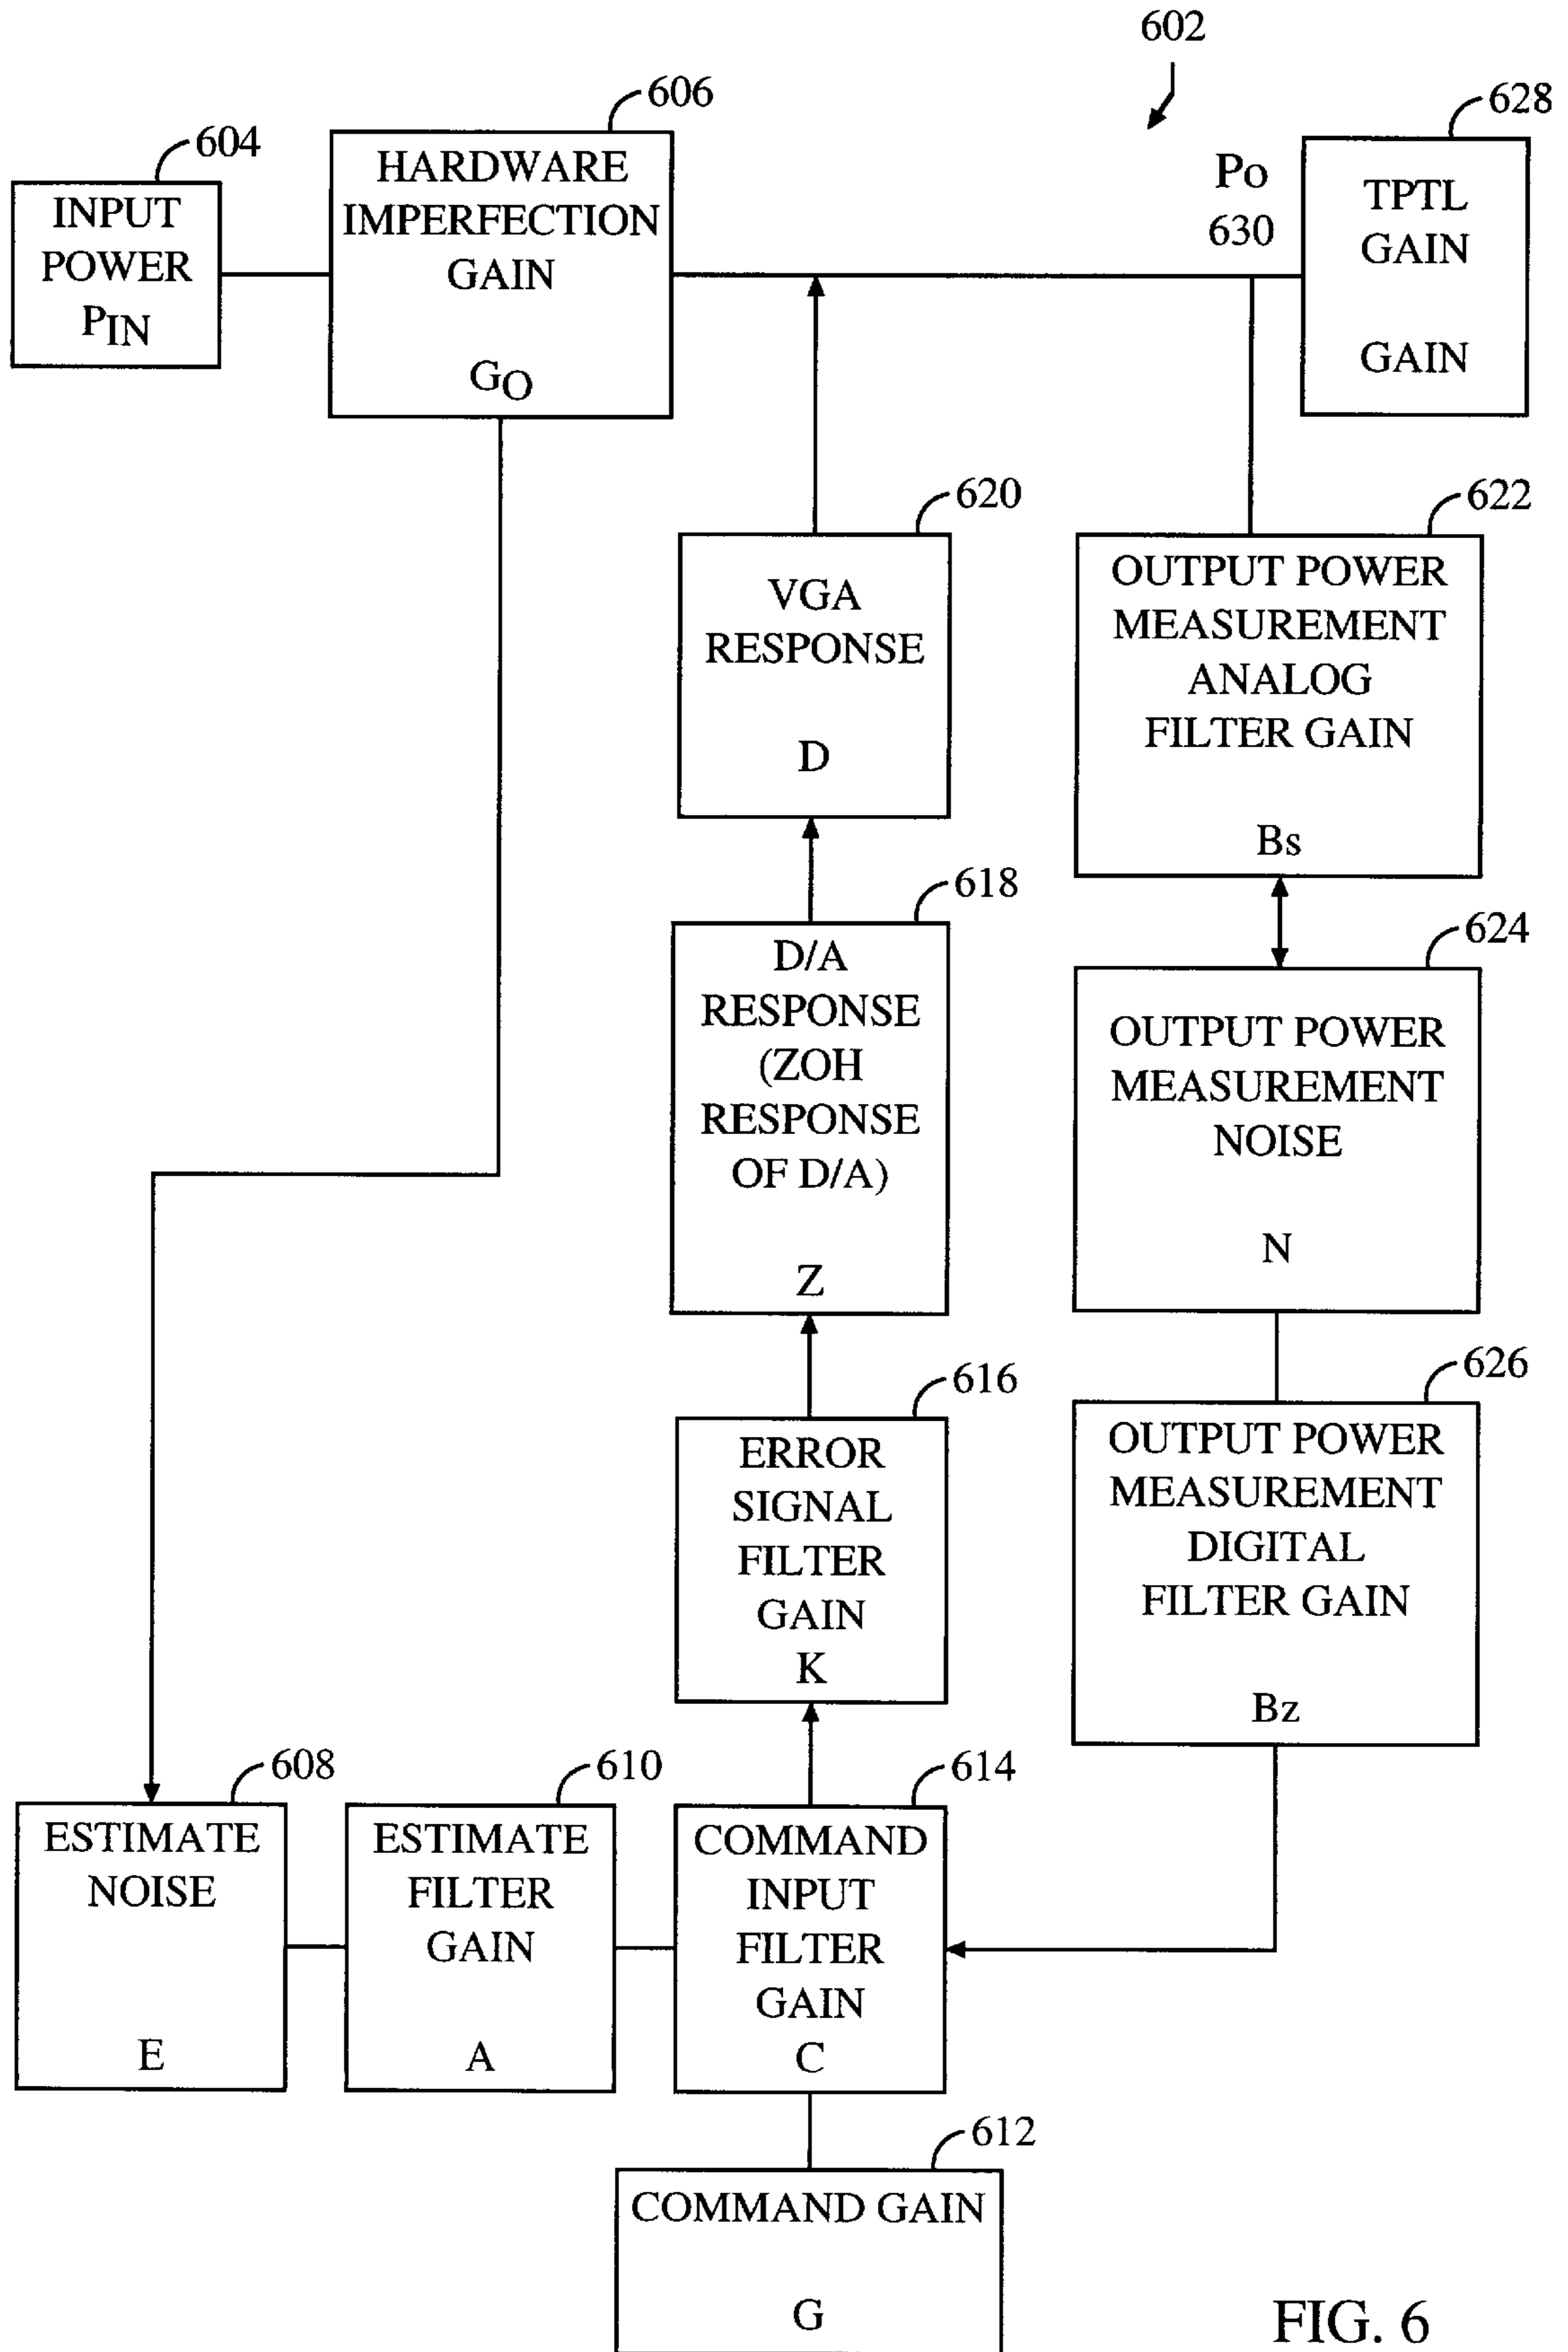 602
606
628
604
HARDWARE
IMPERFECTION
GAIN
GO
INPUT
POWER
PIN
Po
630
TPTL
GAIN
GAIN
620
622
VGA
RESPONSE
D
OUTPUT POWER
MEASUREMENT
ANALOG
FILTER GAIN
Bs
618
624
D/A
RESPONSE
(ZOH
RESPONSE
OF D/A)
Z
OUTPUT POWER
MEASUREMENT
NOISE
N
616
626
ERROR
SIGNAL
FILTER
GAIN
K
OUTPUT POWER
MEASUREMENT
DIGITAL
FILTER GAIN
Bz
608
610
614
ESTIMATE
NOISE
E
ESTIMATE
FILTER
GAIN
A
COMMAND
INPUT
FILTER
GAIN
C
612
COMMAND GAIN
G
FIG. 6